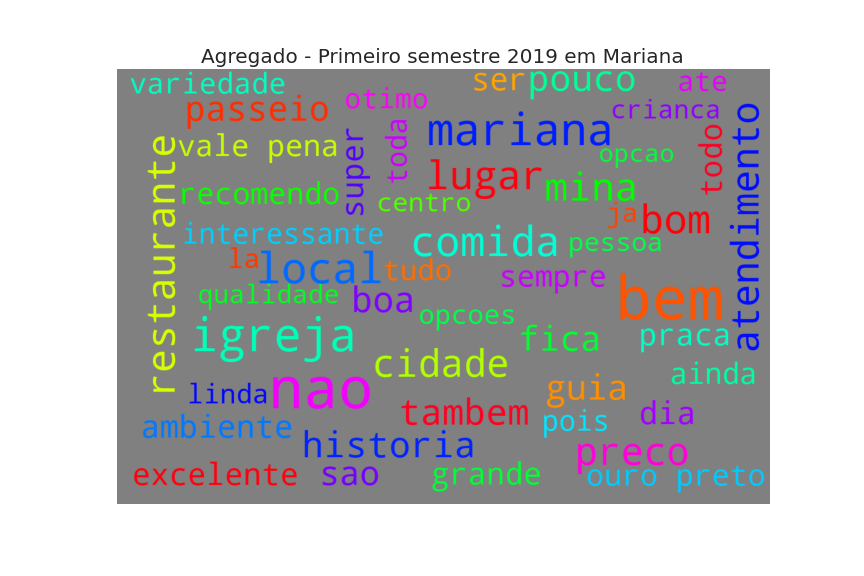 Agregado - Primeiro semestre 2019 em Mariana
variedade
ser
pouco
ate
passeio
otimo
crianca
mariana
vale pena
super
toda
opcao
todo
atendimento
restaurante
recomendo
centro
lugar
mina
ja
bom
interessante
comida
pessoa
la
local
tudo
sempre
qualidade
boa
opcoes
bem
igreja
fica
praca
cidade
ainda
linda
nao
guia
ambiente
tambem
pois
dia
historia
preco
excelente
sao
grande
ouro preto